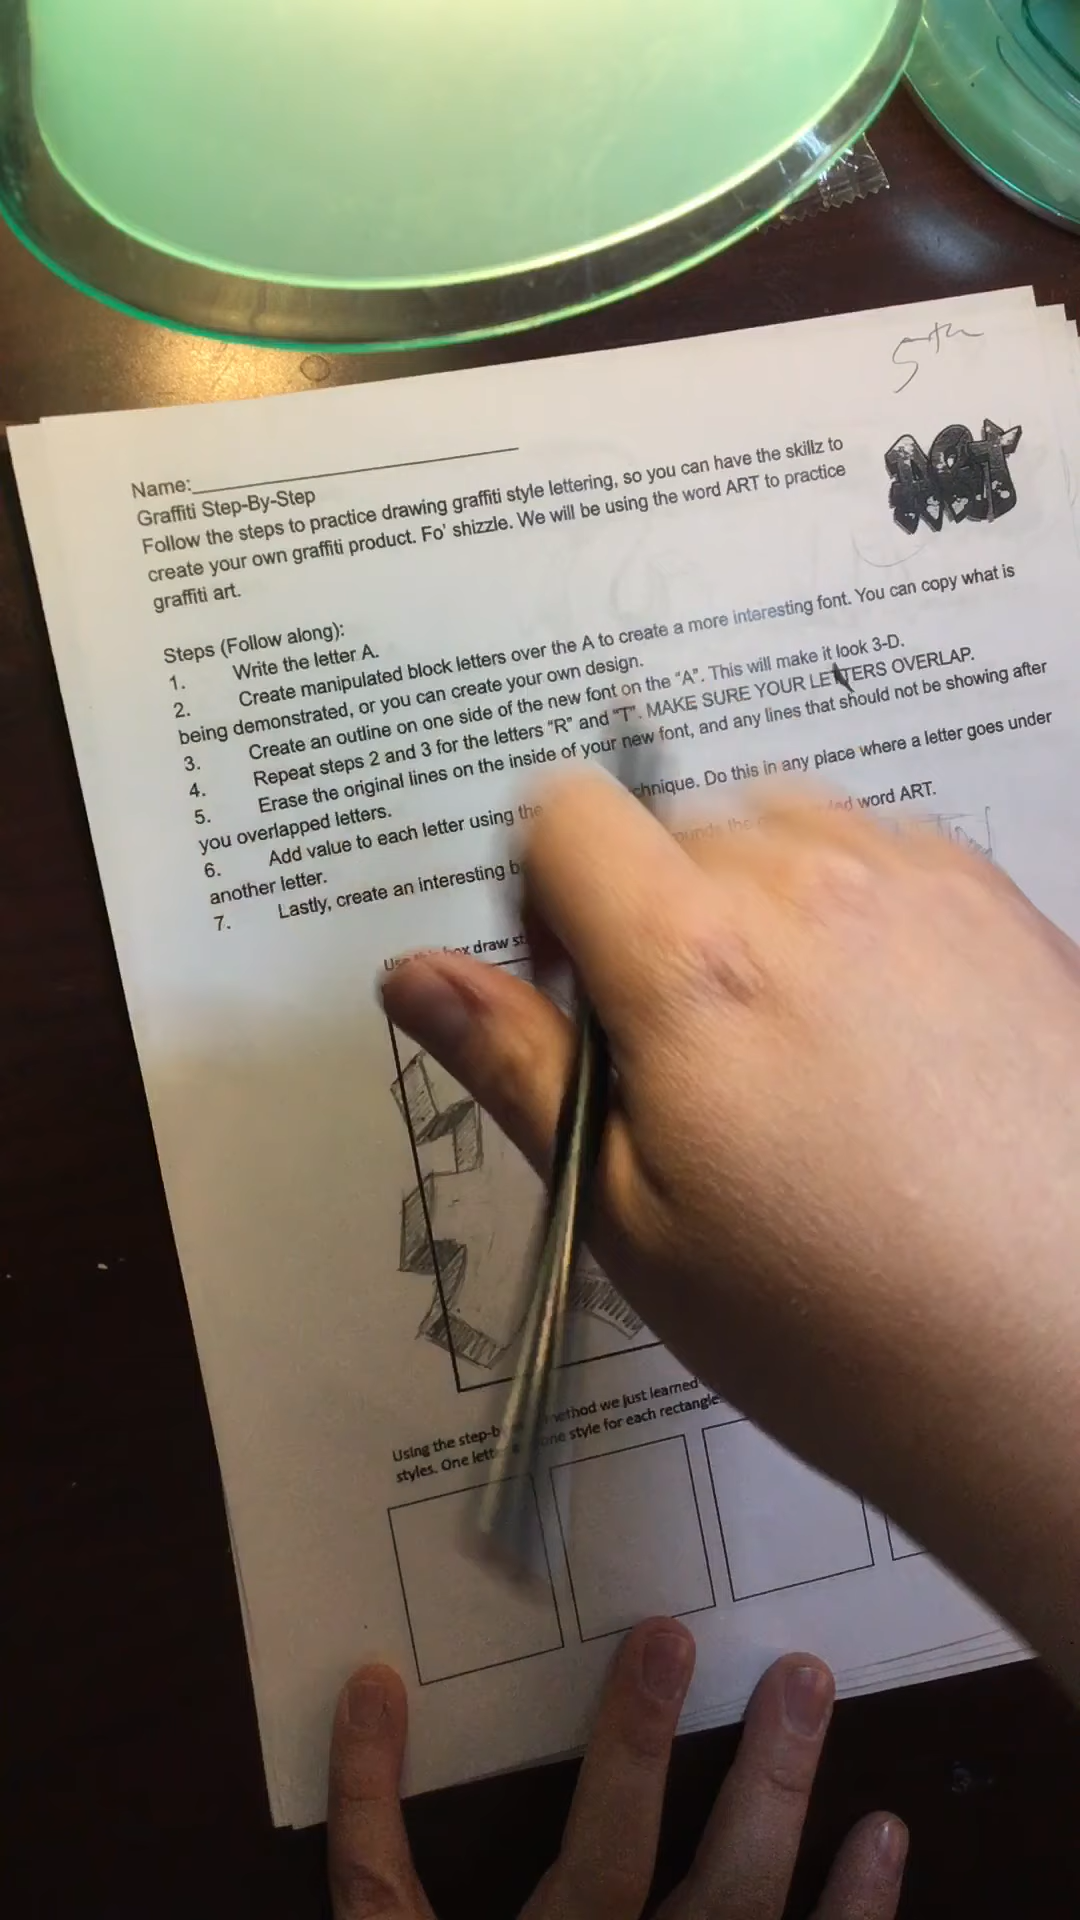 Name:
Graffiti Step-By-Step
Follow the steps to practice drawing graffiti style lettering, so you can have the skillz to
create your own graffiti product. Fo' shizzle. We will be using the word ART to practice
graffiti art.
Steps (Follow along):
1. Write the letter A.
2. Create manipulated block letters over the A to create a more interesting font. You can copy what is
being demonstrated, or you can create your own design.
3. Create an outline on one side of the new font on the “A”. This will make it look 3-D.
4. Repeat steps 2 and 3 for the letters “R” and “T”. MAKE SURE YOUR LETTERS OVERLAP.
5. Erase the original lines on the inside of your new font, and any lines that should not be showing after
you overlapped letters.
6. Add value to each letter using the technique. Do this in any place where a letter goes under
another letter.
7. Lastly, create an interesting word ART.
box draw
Using the method we just learned
styles. One one style for each rectangle.
ART